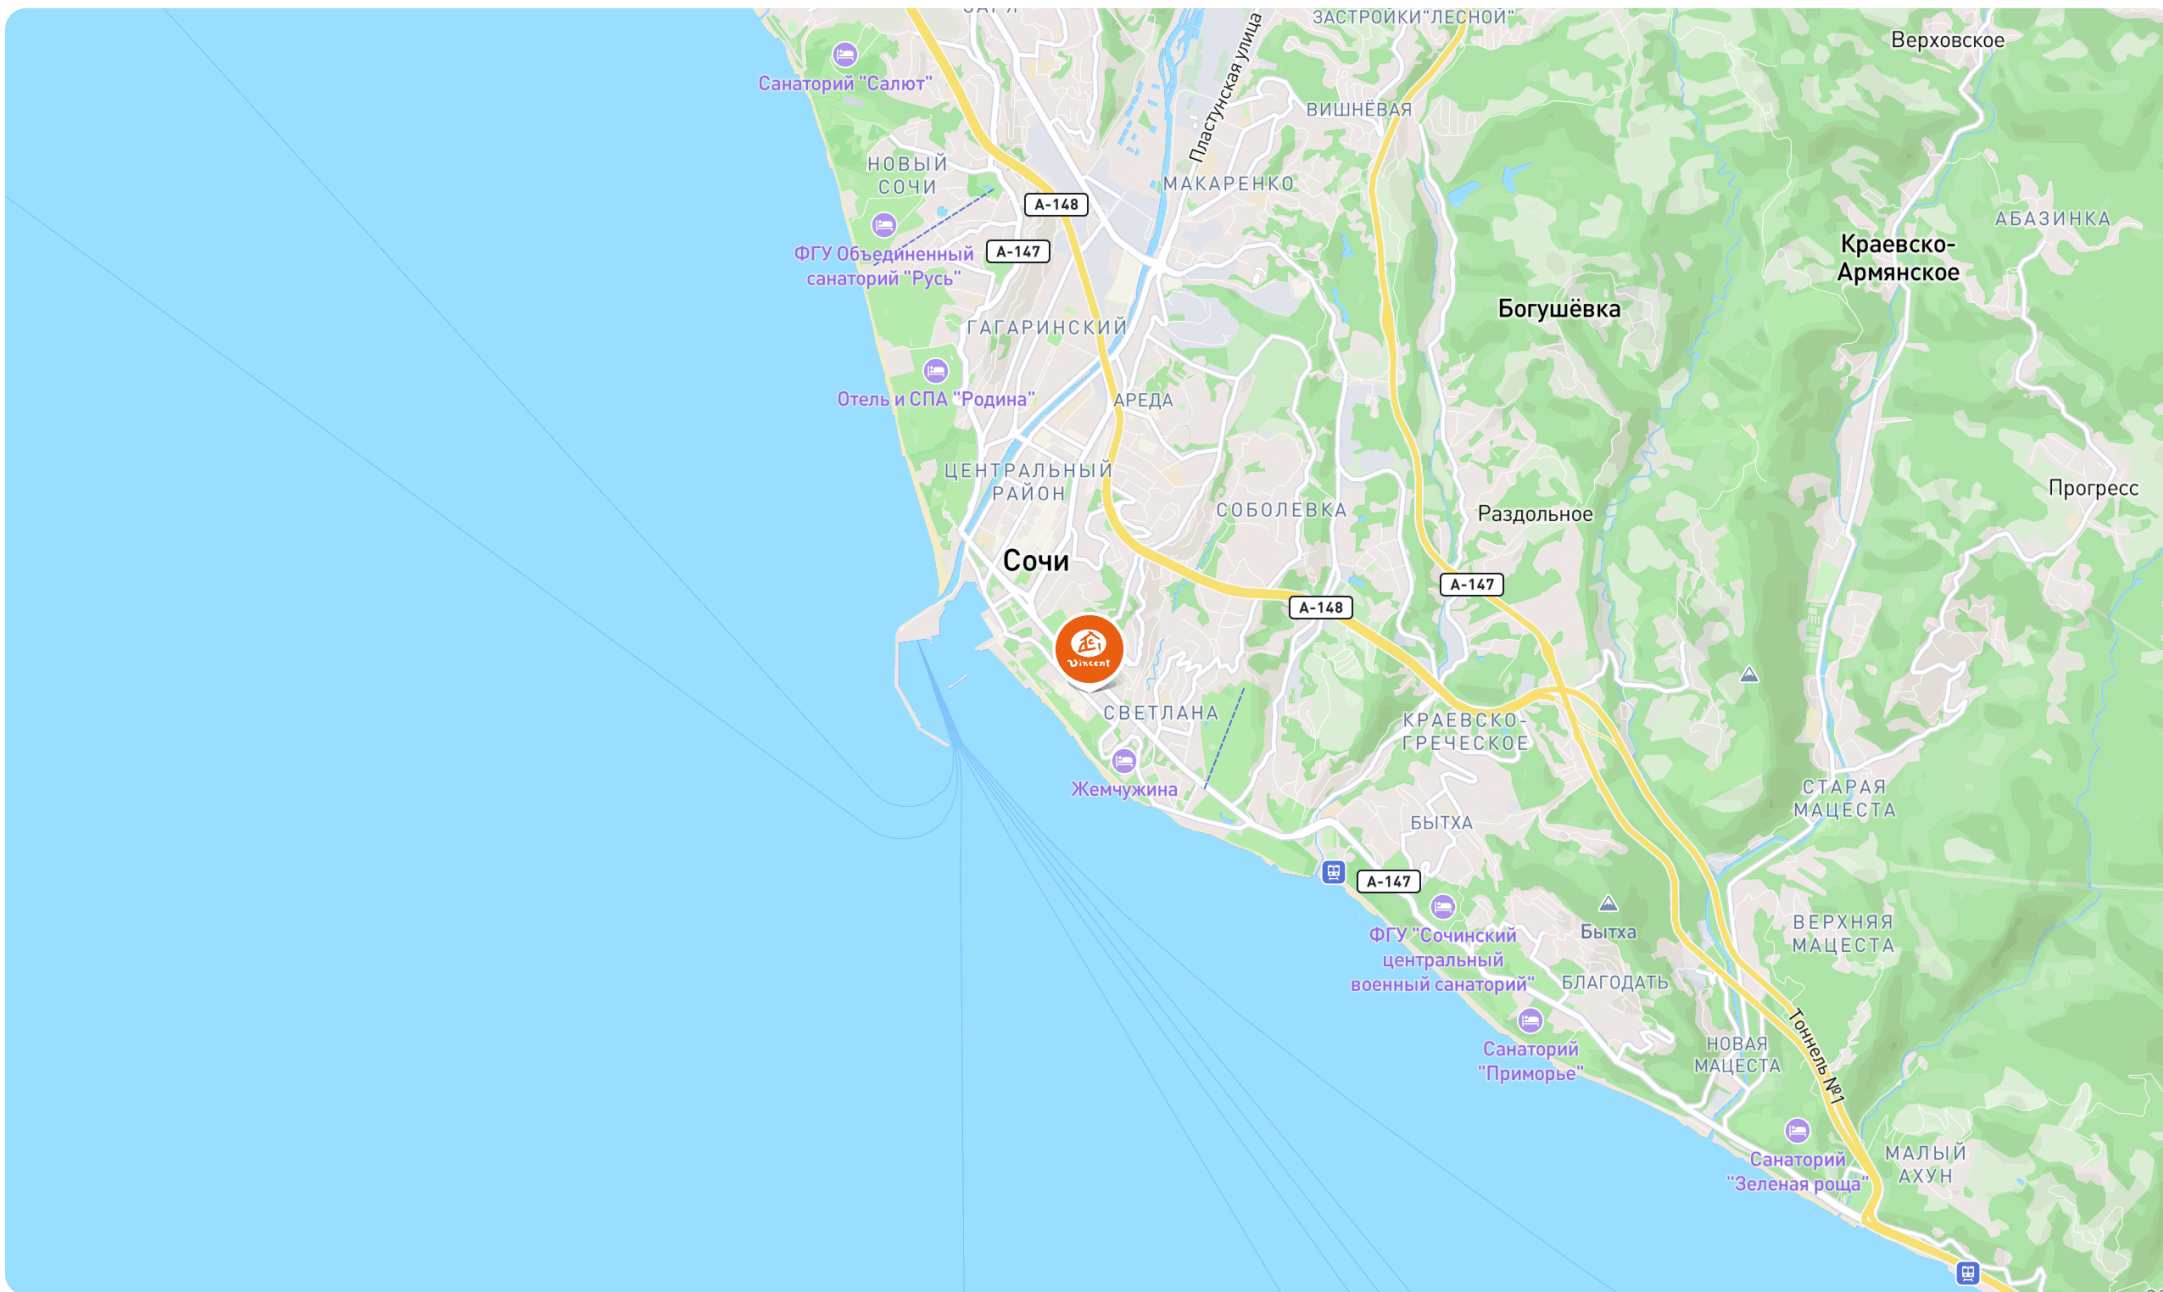 ЗАРЯ
ЗАСТРОЙКИ"ЛЕСНОЙ"
Верховское
Санаторий "Салют"
Пластунская улица
ВИШНЁВАЯ
НОВЫЙ
СОЧИ
МАКАРЕНКО
А-148
АБАЗИНКА
ФГУ Объединенный
санаторий "Русь"
А-147
Краевско-
Армянское
Богушёвка
ГАГАРИНСКИЙ
Отель и СПА "Родина"
АРЕДА
ЦЕНТРАЛЬНЫЙ
РАЙОН
СОБОЛЕВКА
Раздольное
Прогресс
Сочи
А-147
А-148
Vincent
СВЕТЛАНА
КРАЕВСКО-
ГРЕЧЕСКОЕ
Жемчужина
СТАРАЯ
МАЦЕСТА
БЫТХА
А-147
ФГУ "Сочинский
центральный
военный санаторий"
Бытха
ВЕРХНЯЯ
МАЦЕСТА
БЛАГОДАТЬ
Санаторий
"Приморье"
НОВАЯ
МАЦЕСТА
Тоннель №1
Санаторий
"Зеленая роща"
МАЛЫЙ
АХУН